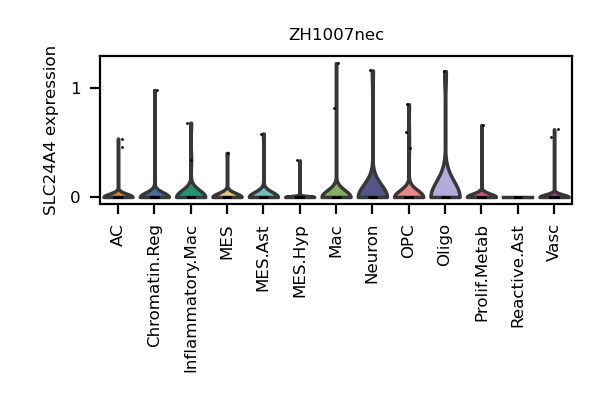 ZH1007nec
SLC24A4 expression
1
0
AC
Chromatin.Reg
Inflammatory.Mac
MES
MES.Ast
MES.Hyp
Mac
Neuron
OPC
Oligo
Prolif.Metab
Reactive.Ast
Vasc